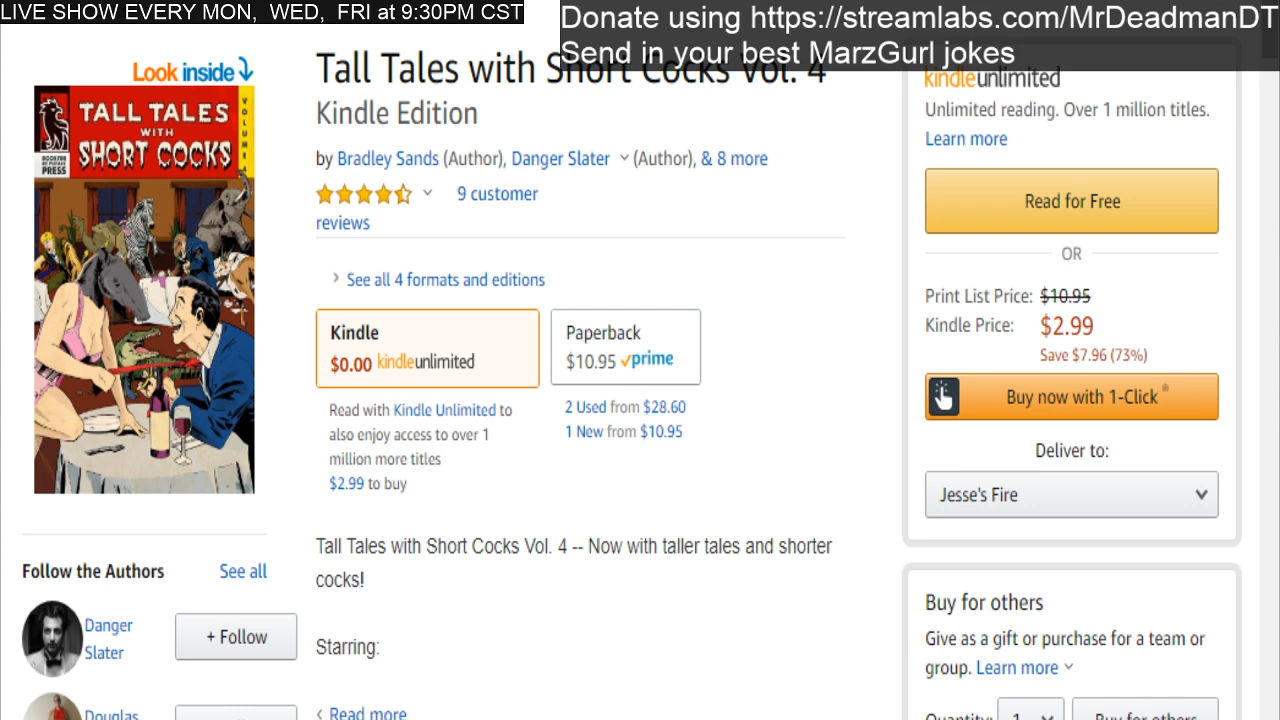 LIVE SHOW EVERY MON, WED, FRI at 9:30PM CST
Donate using https://streamlabs.com/MrDeadmanDT
Send in your best MarzGurl jokes
Look inside
TALL TALES
WITH
SHORT COCKS
VOLUME 4
PRESS
Tall Tales with Short Cocks Vol. 4
Kindle Edition
by Bradley Sands (Author), Danger Slater (Author), & 8 more
9 customer
reviews
See all 4 formats and editions
Kindle
$0.00 kindleunlimited
Paperback
$10.95 prime
Read with Kindle Unlimited to
also enjoy access to over 1
million more titles
$2.99 to buy
2 Used from $28.60
1 New from $10.95
Tall Tales with Short Cocks Vol. 4 -- Now with taller tales and shorter
cocks!
Starring:
Read more
Follow the Authors See all
Danger
Slater
+ Follow
Douglas
kindleunlimited
Unlimited reading. Over 1 million titles.
Learn more
Read for Free
OR
Print List Price: $10.95
Kindle Price: $2.99
Save $7.96 (73%)
Buy now with 1-Click®
Deliver to:
Jesse's Fire
Buy for others
Give as a gift or purchase for a team or
group. Learn more
Quantity: 1 Buy for others